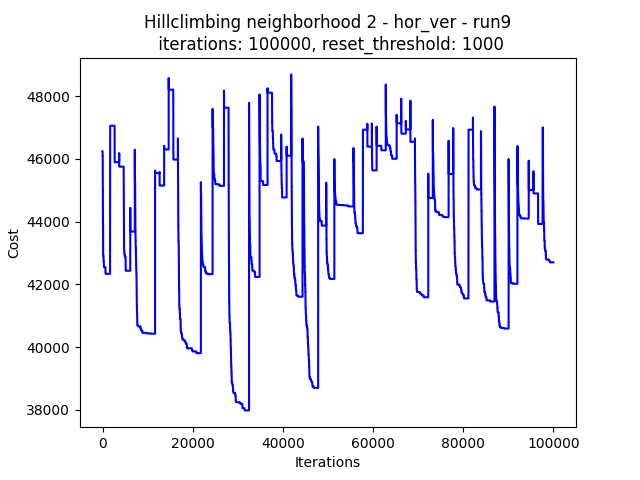 Hillclimbing neighborhood 2 - hor_ver - run9
iterations: 100000, reset_threshold: 1000
Cost
48000
46000
44000
42000
40000
38000
0 20000 40000 60000 80000 100000
Iterations